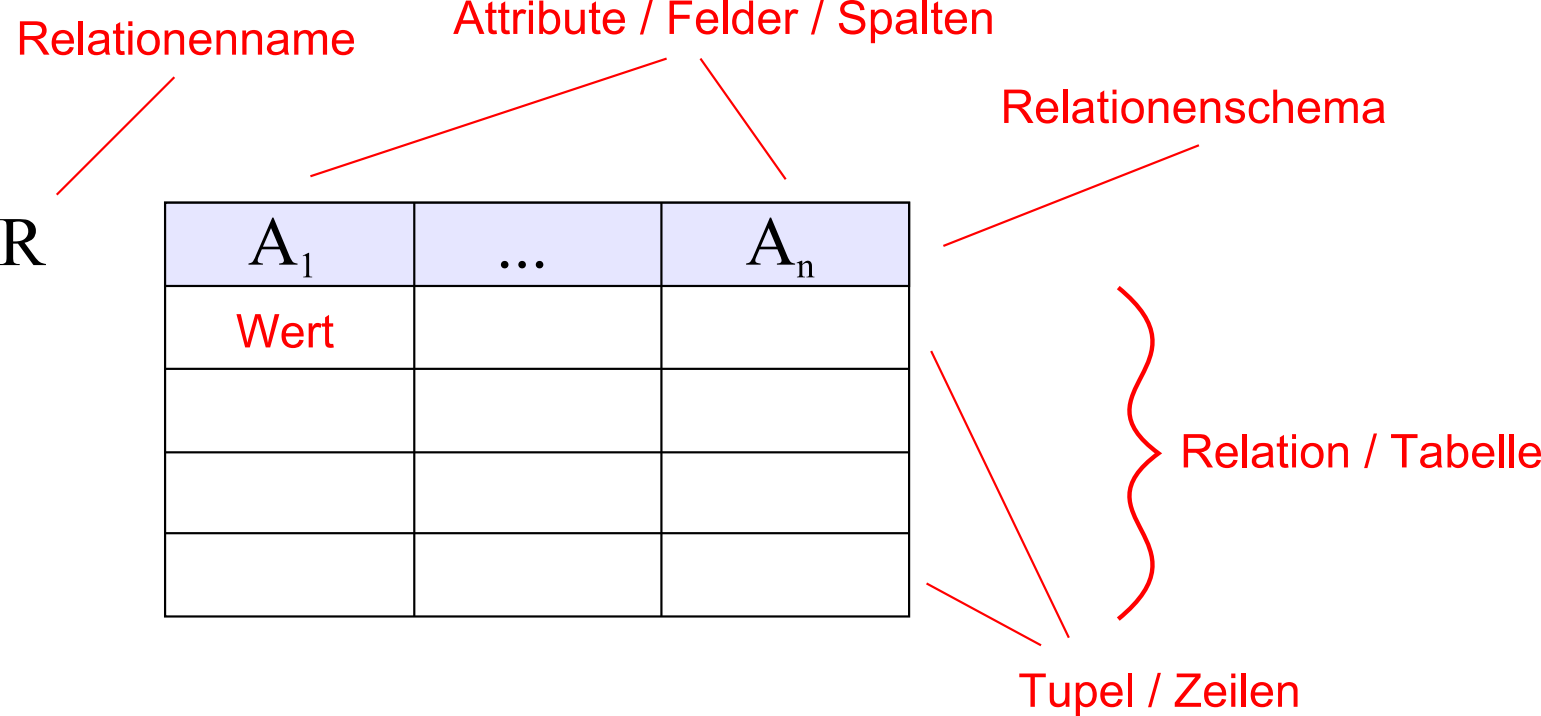 Attribute / Felder / Spalten
Relationenname
Relationenschema
R
A₁ ... Aₙ
Wert
Relation / Tabelle
Tupel / Zeilen